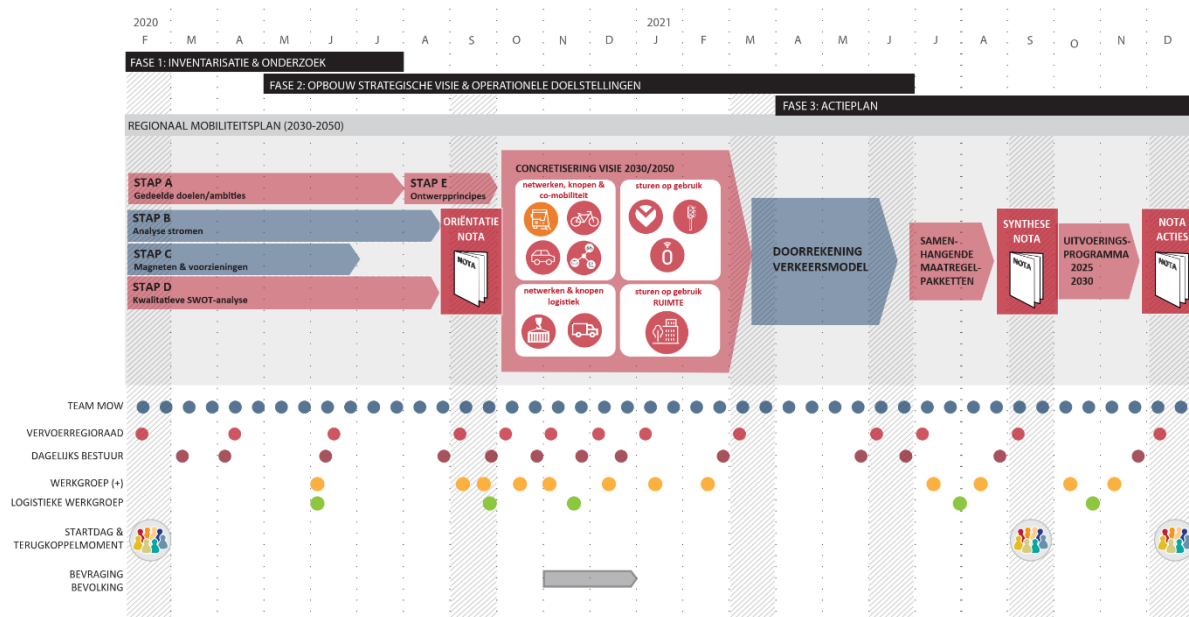 2020
2021
F M A M J J A S O N D J F M A M J J A S O N D
FASE 1: INVENTARISATIE & ONDERZOEK
FASE 2: OPBOUW STRATEGISCHE VISIE & OPERATIONELE DOELSTELLINGEN
FASE 3: ACTIEPLAN
REGIONAAL MOBILITEITSPLAN (2030-2050)
STAP A
Gedeelde doelen/ambities
STAP E
Ontwerpprincipes
STAP B
Analyse stromen
STAP C
Magneten & voorzieningen
STAP D
Kwalitatieve SWOT-analyse
ORIËNTATIE
NOTA
NOTA
CONCRETISERING VISIE 2030/2050
netwerken, knopen &
co-mobiliteit
sturen op gebruik
netwerken & knopen
logistiek
sturen op gebruik
RUIMTE
DOORREKENING
VERKEERSMODEL
SAMEN-
HANGENDE
MAATREGEL-
PAKKETTEN
SYNTHESE
NOTA
NOTA
UITVOERINGS-
PROGRAMMA
2025
2030
NOTA
ACTIES
NOTA
TEAM MOW
VERVOERREGIORAAD
DAGELIJKS BESTUUR
WERKGROEP (+)
LOGISTIEKE WERKGROEP
STARTDAG &
TERUGKOPPELMOMENT
BEVRAGING
BEVOLKING